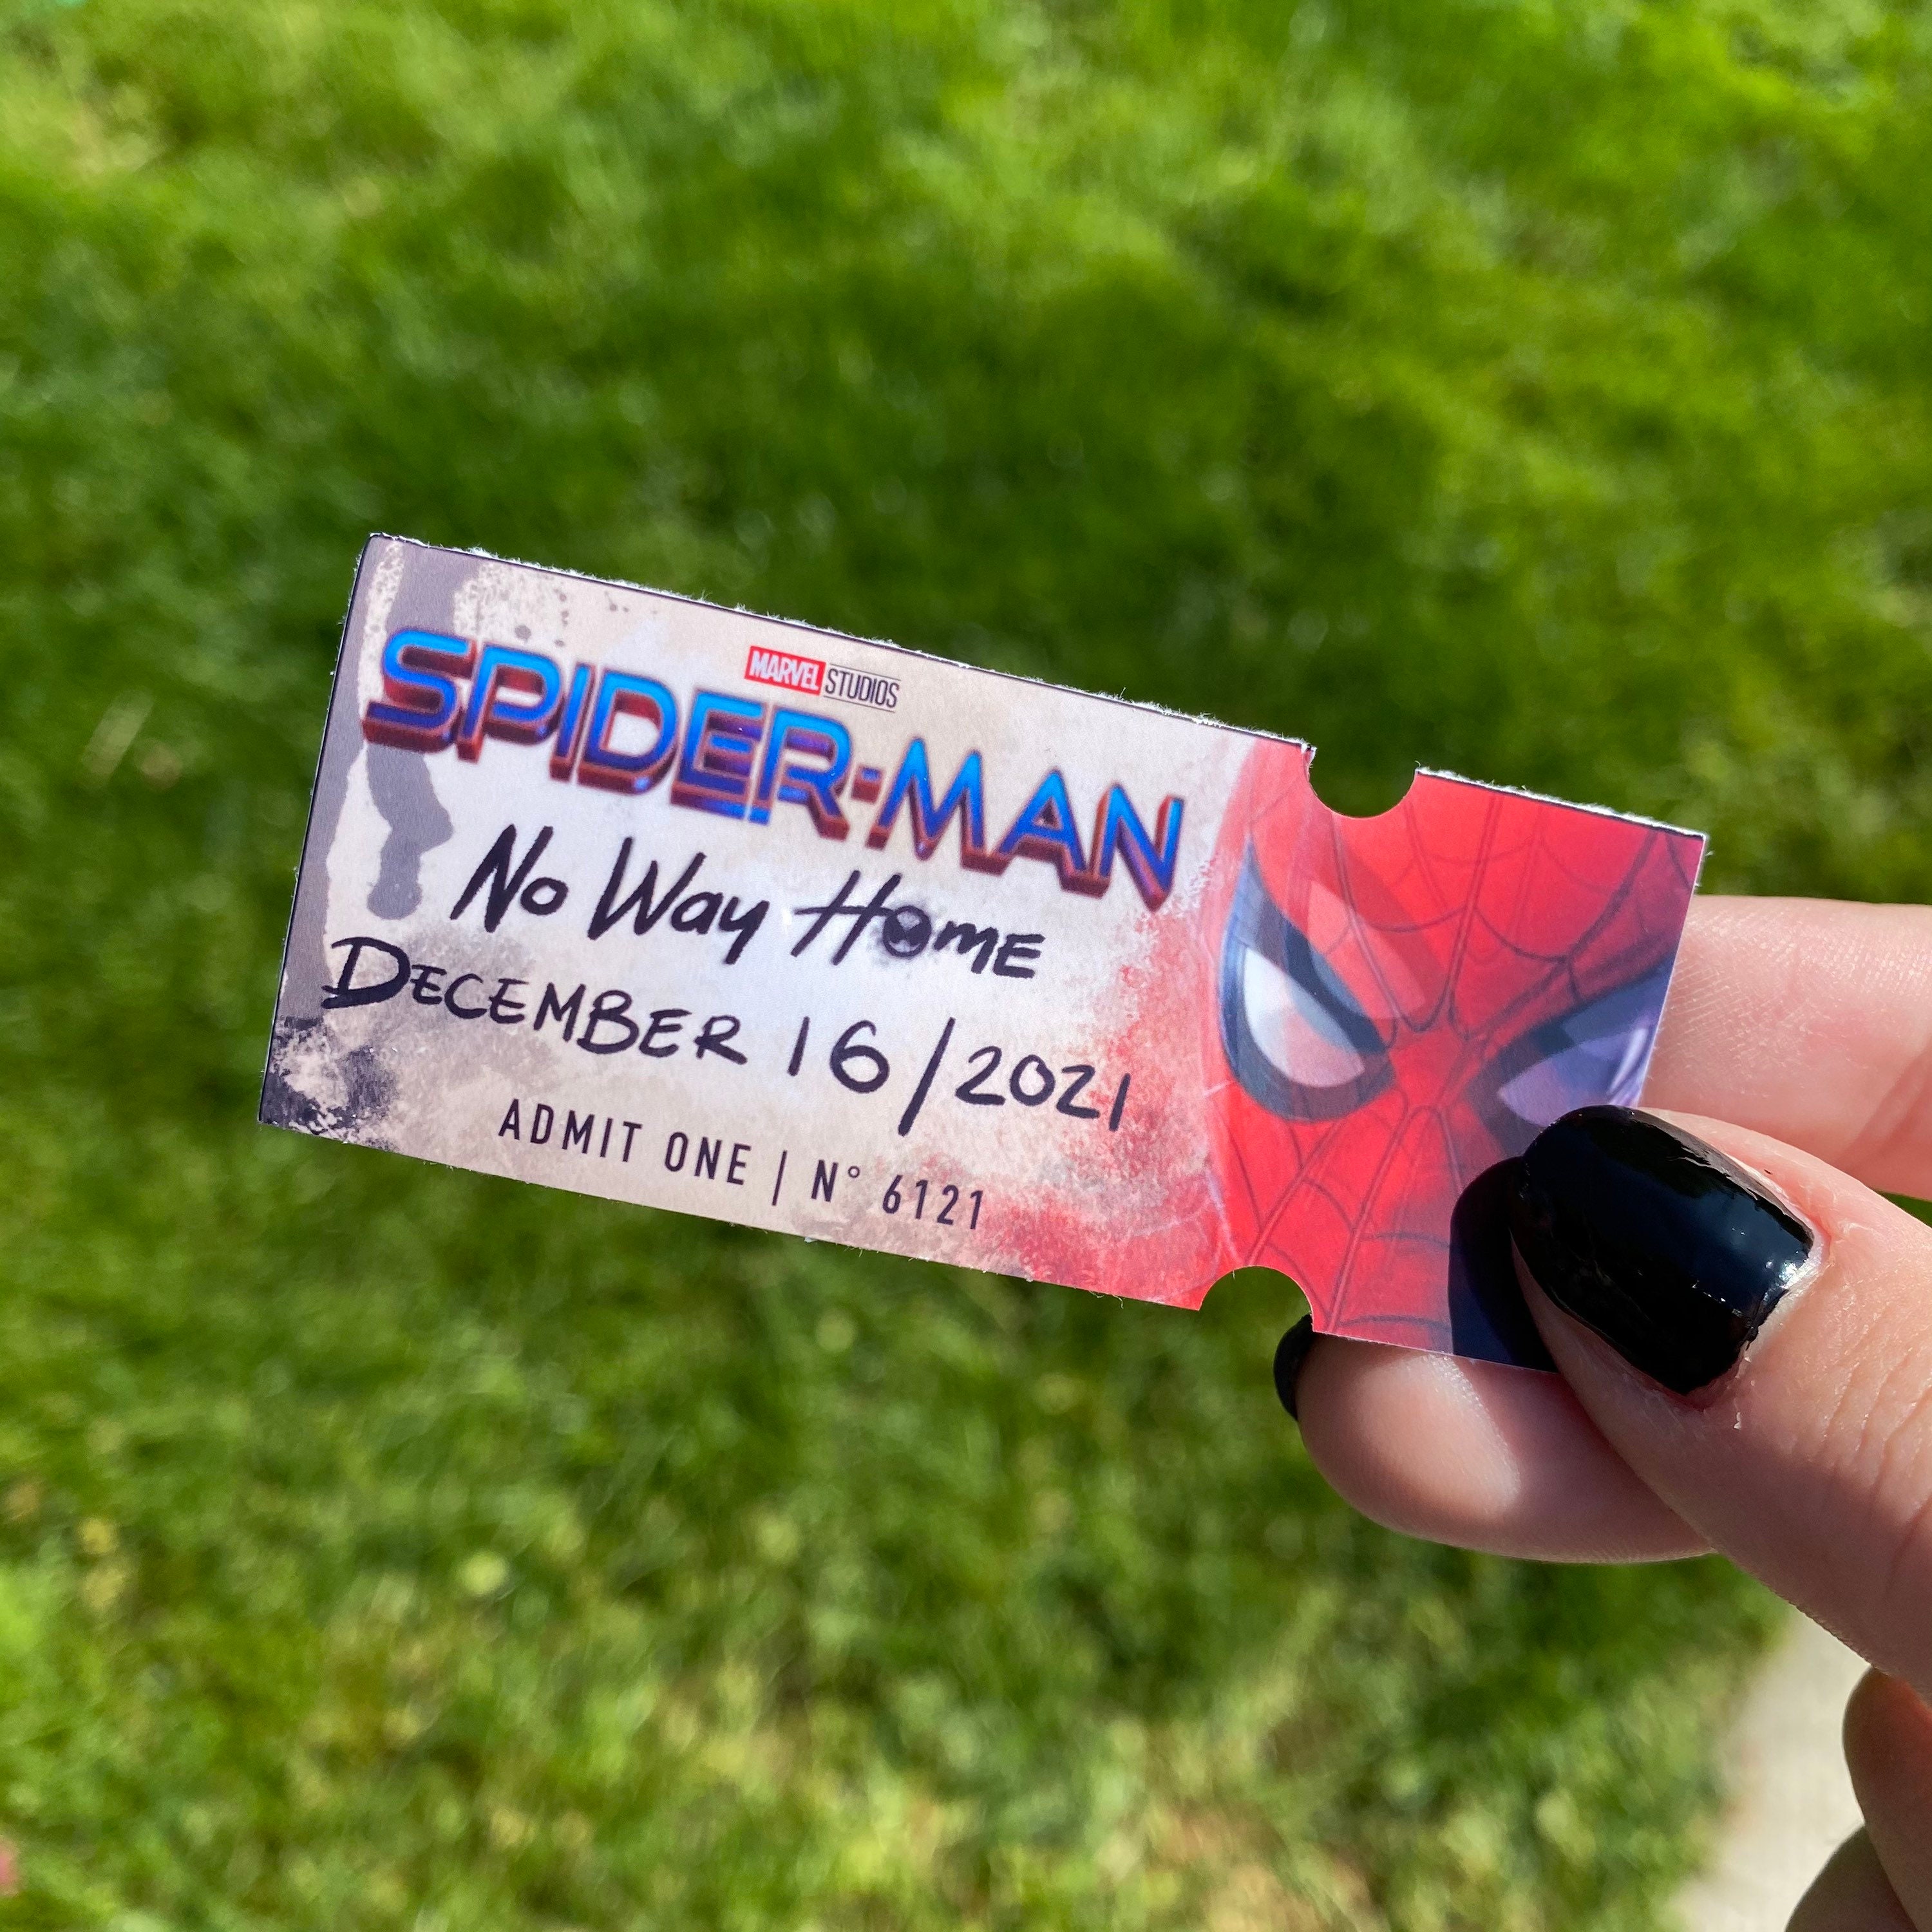 MARVEL STUDIOS
SPIDER-MAN
No Way Home
DECEMBER 16/2021
ADMIT ONE | N° 6121